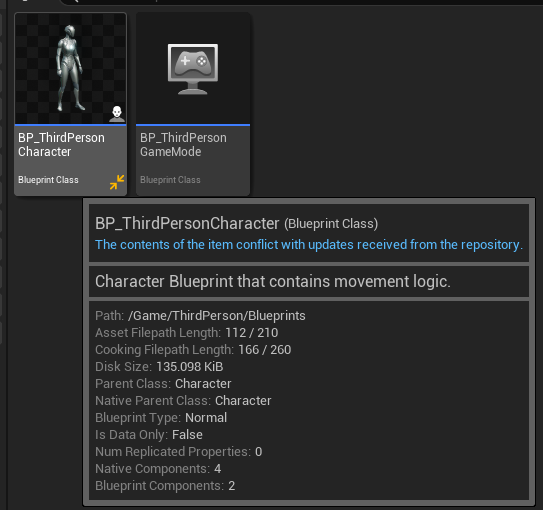 BP_ThirdPerson
Character
Blueprint Class
BP_ThirdPerson
GameMode
Blueprint Class
BP_ThirdPersonCharacter (Blueprint Class)
The contents of the item conflict with updates received from the repository.
Character Blueprint that contains movement logic.
Path: /Game/ThirdPerson/Blueprints
Asset Filepath Length: 112 / 210
Cooking Filepath Length: 166 / 260
Disk Size: 135.098 KiB
Parent Class: Character
Native Parent Class: Character
Blueprint Type: Normal
Is Data Only: False
Num Replicated Properties: 0
Native Components: 4
Blueprint Components: 2